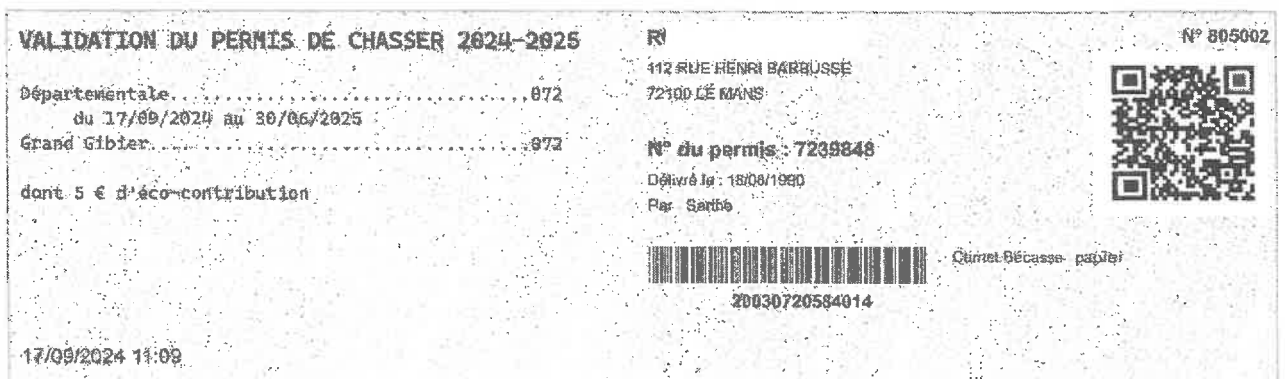 VALIDATION DU PERMIS DE CHASSER 2024-2025
Départementale..................................072
du 17/09/2024 au 30/06/2025
Grand Gibier....................................072
dont 5 € d'éco-contribution
17/09/2024 11:09
R
112 RUE HENRI BARBUSSE
72100 LE MANS
N° du permis : 7239848
Délivré le : 18/06/1980
Par Sarthe
20030720584014
Carnet Bécasse papier
N° 805002